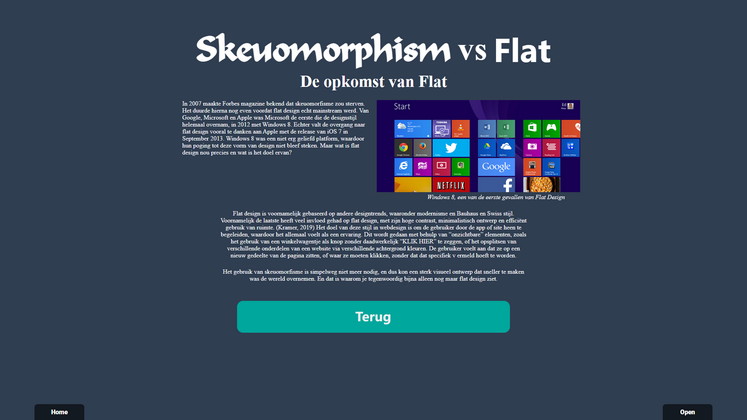 Skeuomorphism vs Flat
De opkomst van Flat
In 2007 maakte Forbes magazine bekend dat skeuomorfisme zou sterven.
Het duurde hierna nog even voordat flat design echt mainstream werd. Van
Google, Microsoft en Apple was Microsoft de eerste die de designstijl
helemaal overnam, in 2012 met Windows 8. Echter valt de overgang naar
flat design vooral te danken aan Apple met de release van iOS 7 in
September 2013. Windows 8 was een niet erg geliefd platform, waardoor
hun poging tot deze vorm van design niet bleef steken. Maar wat is flat
design nou precies en wat is het doel ervan?
Start
Google
NETFLIX
Windows 8, een van de eerste gevallen van Flat Design
Flat design is voornamelijk gebaseerd op andere designtrends, waaronder modernisme en Bauhaus en Swiss stijl.
Voornamelijk de laatste heeft veel invloed gehad op flat design, met zijn hoge contrast, minimalistisch ontwerp en efficiënt
gebruik van ruimte. (Kramer, 2019) Het doel van deze stijl in webdesign is om de gebruiker door de app of site heen te
begeleiden, waardoor het allemaal voelt als een ervaring. Dit wordt gedaan met behulp van "onzichtbare" elementen, zoals
het gebruik van een winkelwagentje als knop zonder daadwerkelijk "KLIK HIER" te zeggen, of het opsplitsen van
verschillende onderdelen van een website via verschillende achtergrond kleuren. De gebruiker voelt aan dat ze op een
nieuw gedeelte van de pagina zitten, of waar ze moeten klikken, zonder dat dat specifiek v ermeld hoeft te worden.
Het gebruik van skeuomorfisme is simpelweg niet meer nodig, en dus kon een sterk visueel ontwerp dat sneller te maken
was de wereld overnemen. En dat is waarom je tegenwoordig bijna alleen nog maar flat design ziet.
Terug
Home
Open